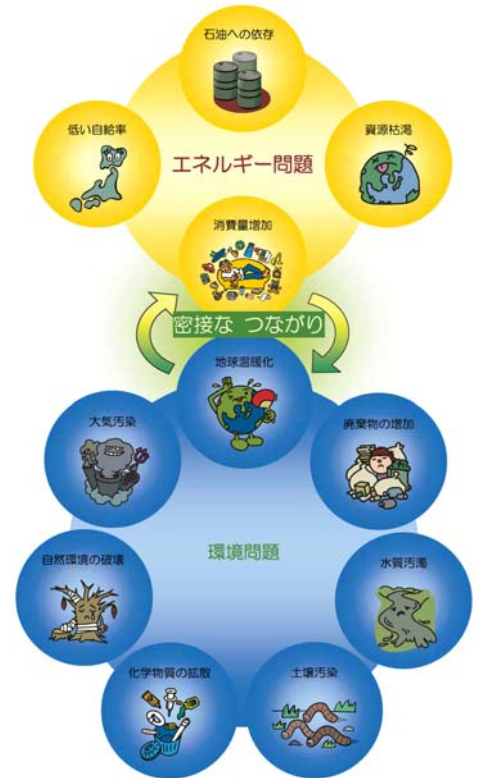 石油への依存
低い自給率
資源枯渇
エネルギー問題
消費量増加
密接な つながり
地球温暖化
大気汚染
廃棄物の増加
環境問題
自然環境の破壊
水質汚濁
化学物質の拡散
土壌汚染